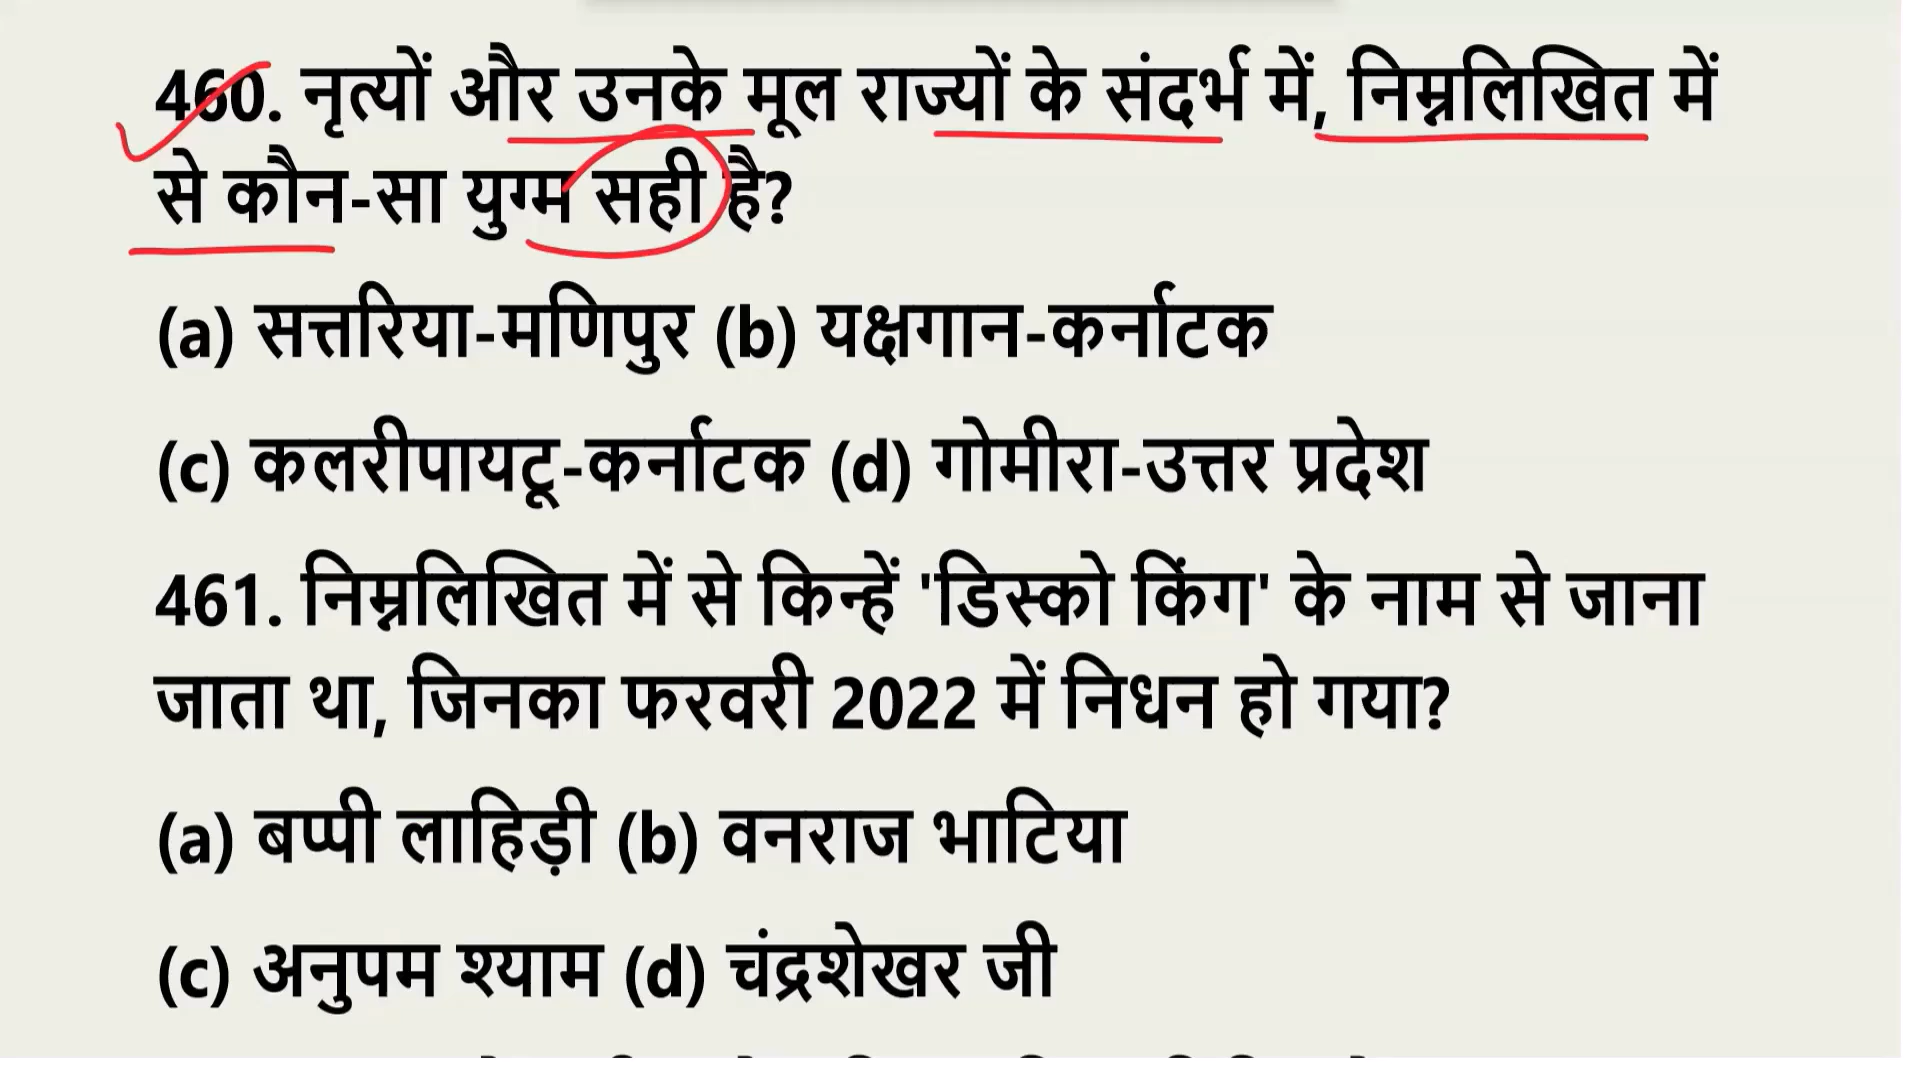 460. नृत्यों और उनके मूल राज्यों के संदर्भ में, निम्नलिखित में
से कौन-सा युग्म सही है?
(a) सत्तरिया-मणिपुर (b) यक्षगान-कर्नाटक
(c) कलरीपायटू-कर्नाटक (d) गोमीरा-उत्तर प्रदेश
461. निम्नलिखित में से किन्हें 'डिस्को किंग' के नाम से जाना
जाता था, जिनका फरवरी 2022 में निधन हो गया?
(a) बप्पी लाहिड़ी (b) वनराज भाटिया
(c) अनुपम श्याम (d) चंद्रशेखर जी